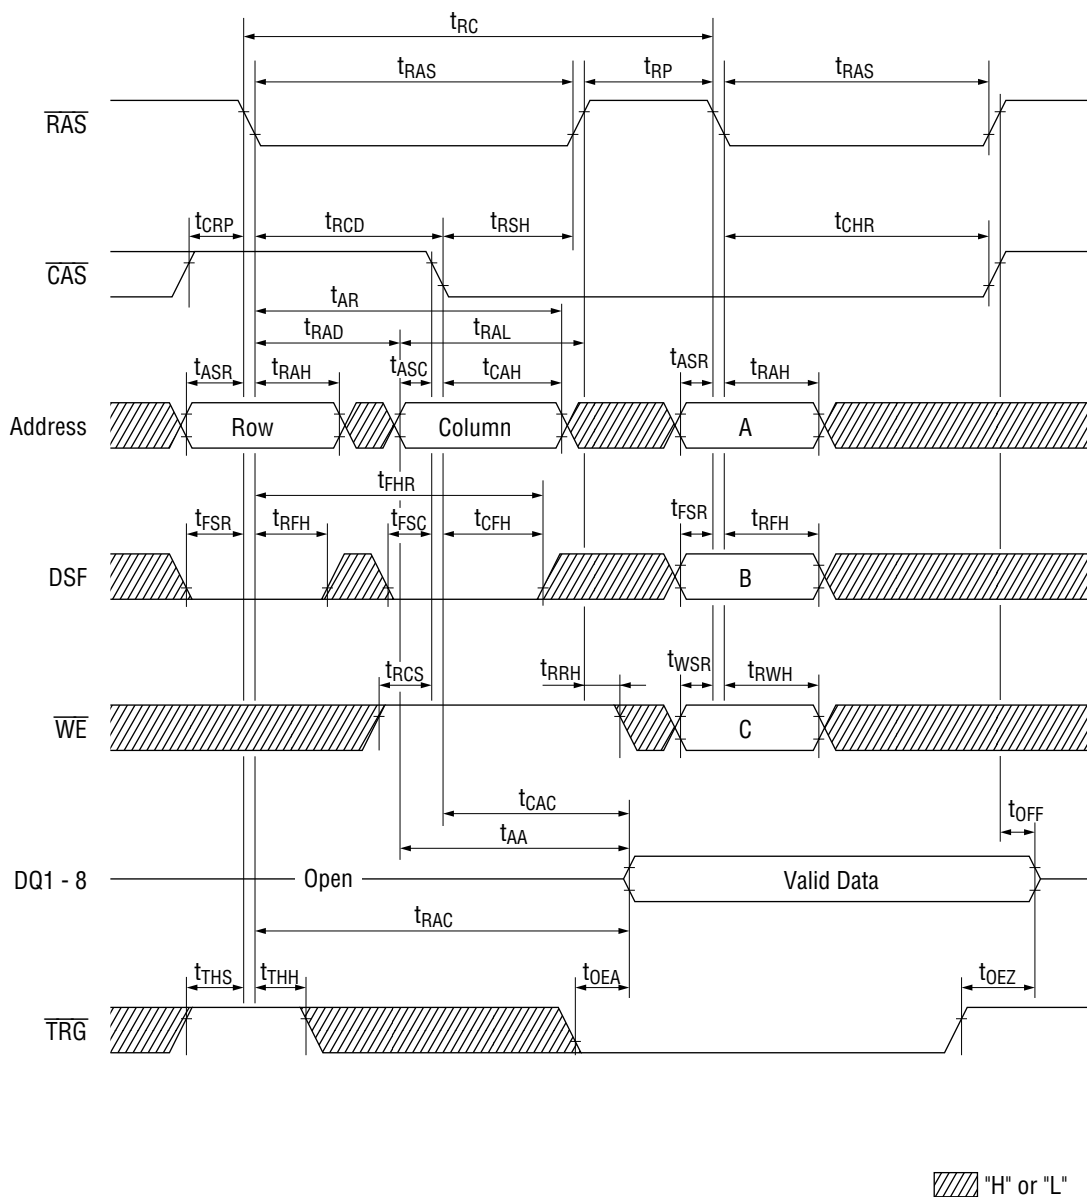 tRC
tRAS tRP tRAS
RAS
tCRP tRCD tRSH tCHR
CAS
tAR
tRAD tRAL
tASR tRAH tASC tCAH tASR tRAH
Address Row Column A
tFHR
tFSR tRFH tFSC tCFH tFSR tRFH
DSF B
tRCS tRRH tWSR tRWH
WE C
tCAC tOFF
tAA
DQ1 - 8 Open Valid Data
tRAC
tTHS tTHH tOEA tOEZ
TRG
"H" or "L"